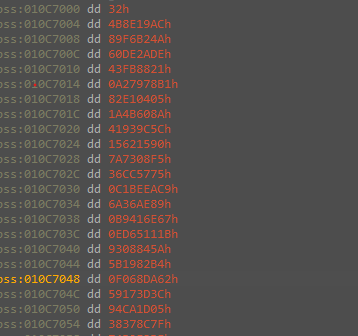 oss:010C7000 dd 32h
oss:010C7004 dd 4B8E19ACh
oss:010C7008 dd 89F6B24Ah
oss:010C700C dd 60DE2ADEh
oss:010C7010 dd 43FB8821h
oss:010C7014 dd 0A27978B1h
oss:010C7018 dd 82E10405h
oss:010C701C dd 1A4B608Ah
oss:010C7020 dd 41939C5Ch
oss:010C7024 dd 15621590h
oss:010C7028 dd 7A7308F5h
oss:010C702C dd 36CC5775h
oss:010C7030 dd 0C1BEEAC9h
oss:010C7034 dd 6A36AE89h
oss:010C7038 dd 0B9416E67h
oss:010C703C dd 0ED65111Bh
oss:010C7040 dd 9308845Ah
oss:010C7044 dd 5B1982B4h
oss:010C7048 dd 0F068DA62h
oss:010C704C dd 59173D3Ch
oss:010C7050 dd 94CA1D05h
oss:010C7054 dd 38378C7Fh